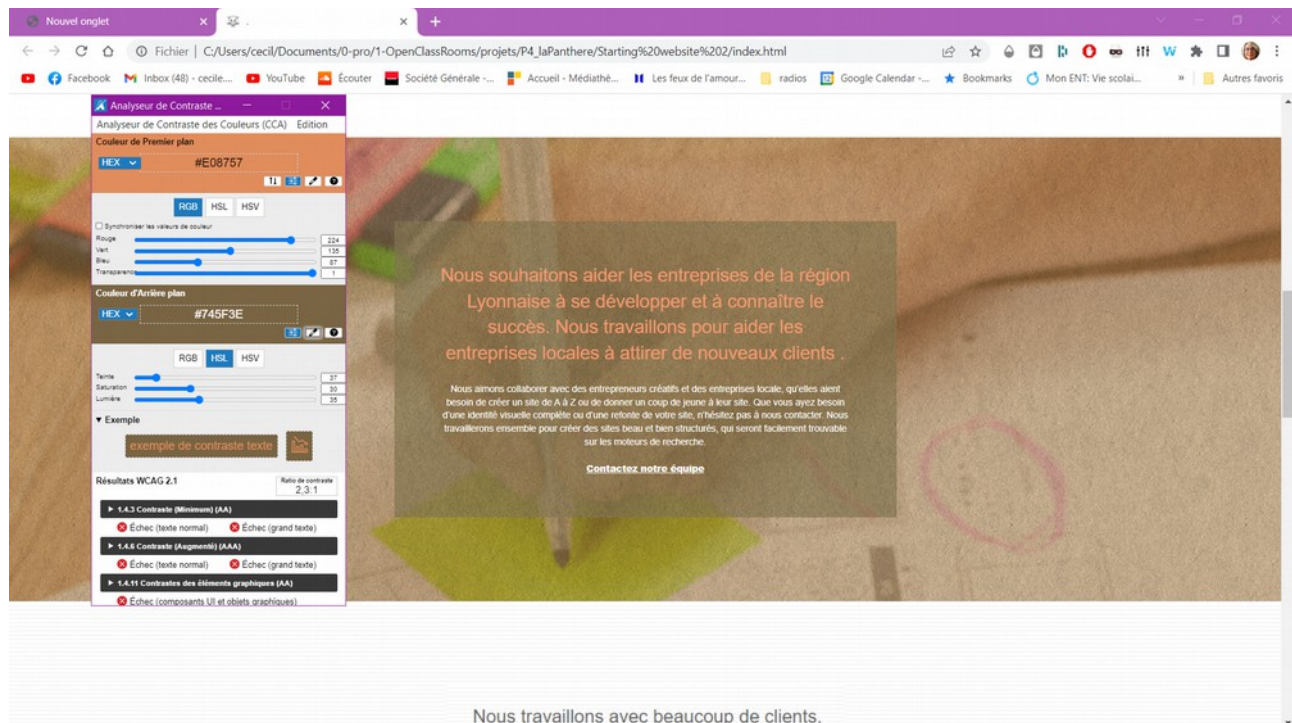 Nouvel onglet
.
Fichier | C:/Users/cecil/Documents/0-pro/1-OpenClassRooms/projets/P4_laPanthere/Starting%20website%202/index.html
Facebook
Inbox (48) - cecile....
YouTube
Écouter
Société Générale -...
Accueil - Médiathé...
Les feux de l'amour...
radios
Google Calendar -...
Bookmarks
Mon ENT: Vie scolai...
»
Autres favoris
Analyseur de Contraste ...
Analyseur de Contraste des Couleurs (CCA) Edition
Couleur de Premier plan
HEX #E08757
RGB HSL HSV
Synchroniser les valeurs de couleur
Rouge 224
Vert 135
Bleu 87
Transparence 1
Couleur d'Arrière plan
HEX #745F3E
RGB HSL HSV
Teinte 37
Saturation 30
Lumière 35
▼ Exemple
exemple de contraste texte
Résultats WCAG 2.1
Ratio de contraste
2,3:1
▶ 1.4.3 Contraste (Minimum) (AA)
Échec (texte normal) Échec (grand texte)
▶ 1.4.6 Contraste (Augmenté) (AAA)
Échec (texte normal) Échec (grand texte)
▶ 1.4.11 Contrastes des éléments graphiques (AA)
Échec (composants UI et objets graphiques)
Nous souhaitons aider les entreprises de la région
Lyonnaise à se développer et à connaître le
succès. Nous travaillons pour aider les
entreprises locales à attirer de nouveaux clients .
Nous aimons collaborer avec des entrepreneurs créatifs et des entreprises locale, qu'elles aient
besoin de créer un site de A à Z ou de donner un coup de jeune à leur site. Que vous ayez besoin
d'une identité visuelle complète ou d'une refonte de votre site, n'hésitez pas à nous contacter. Nous
travaillerons ensemble pour créer des sites beau et bien structurés, qui seront facilement trouvable
sur les moteurs de recherche.
Contactez notre équipe
Nous travaillons avec beaucoup de clients.